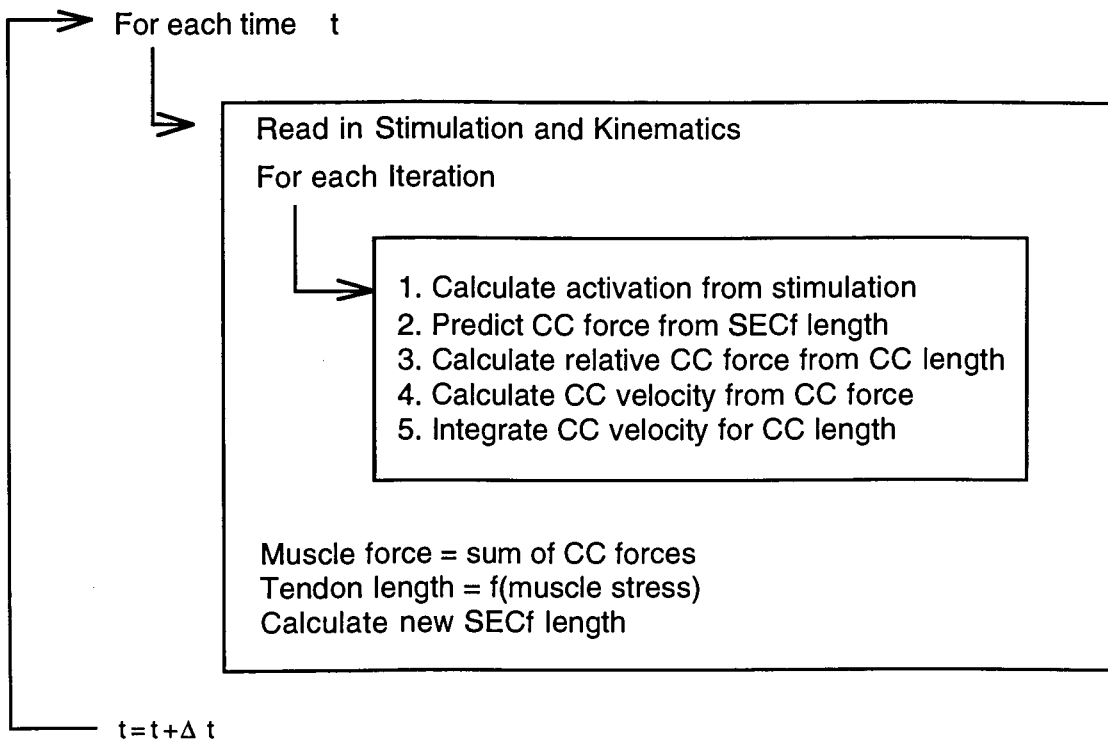 For each time t
Read in Stimulation and Kinematics
For each Iteration
1. Calculate activation from stimulation
2. Predict CC force from SECf length
3. Calculate relative CC force from CC length
4. Calculate CC velocity from CC force
5. Integrate CC velocity for CC length
Muscle force = sum of CC forces
Tendon length = f(muscle stress)
Calculate new SECf length
t=t+Δ t